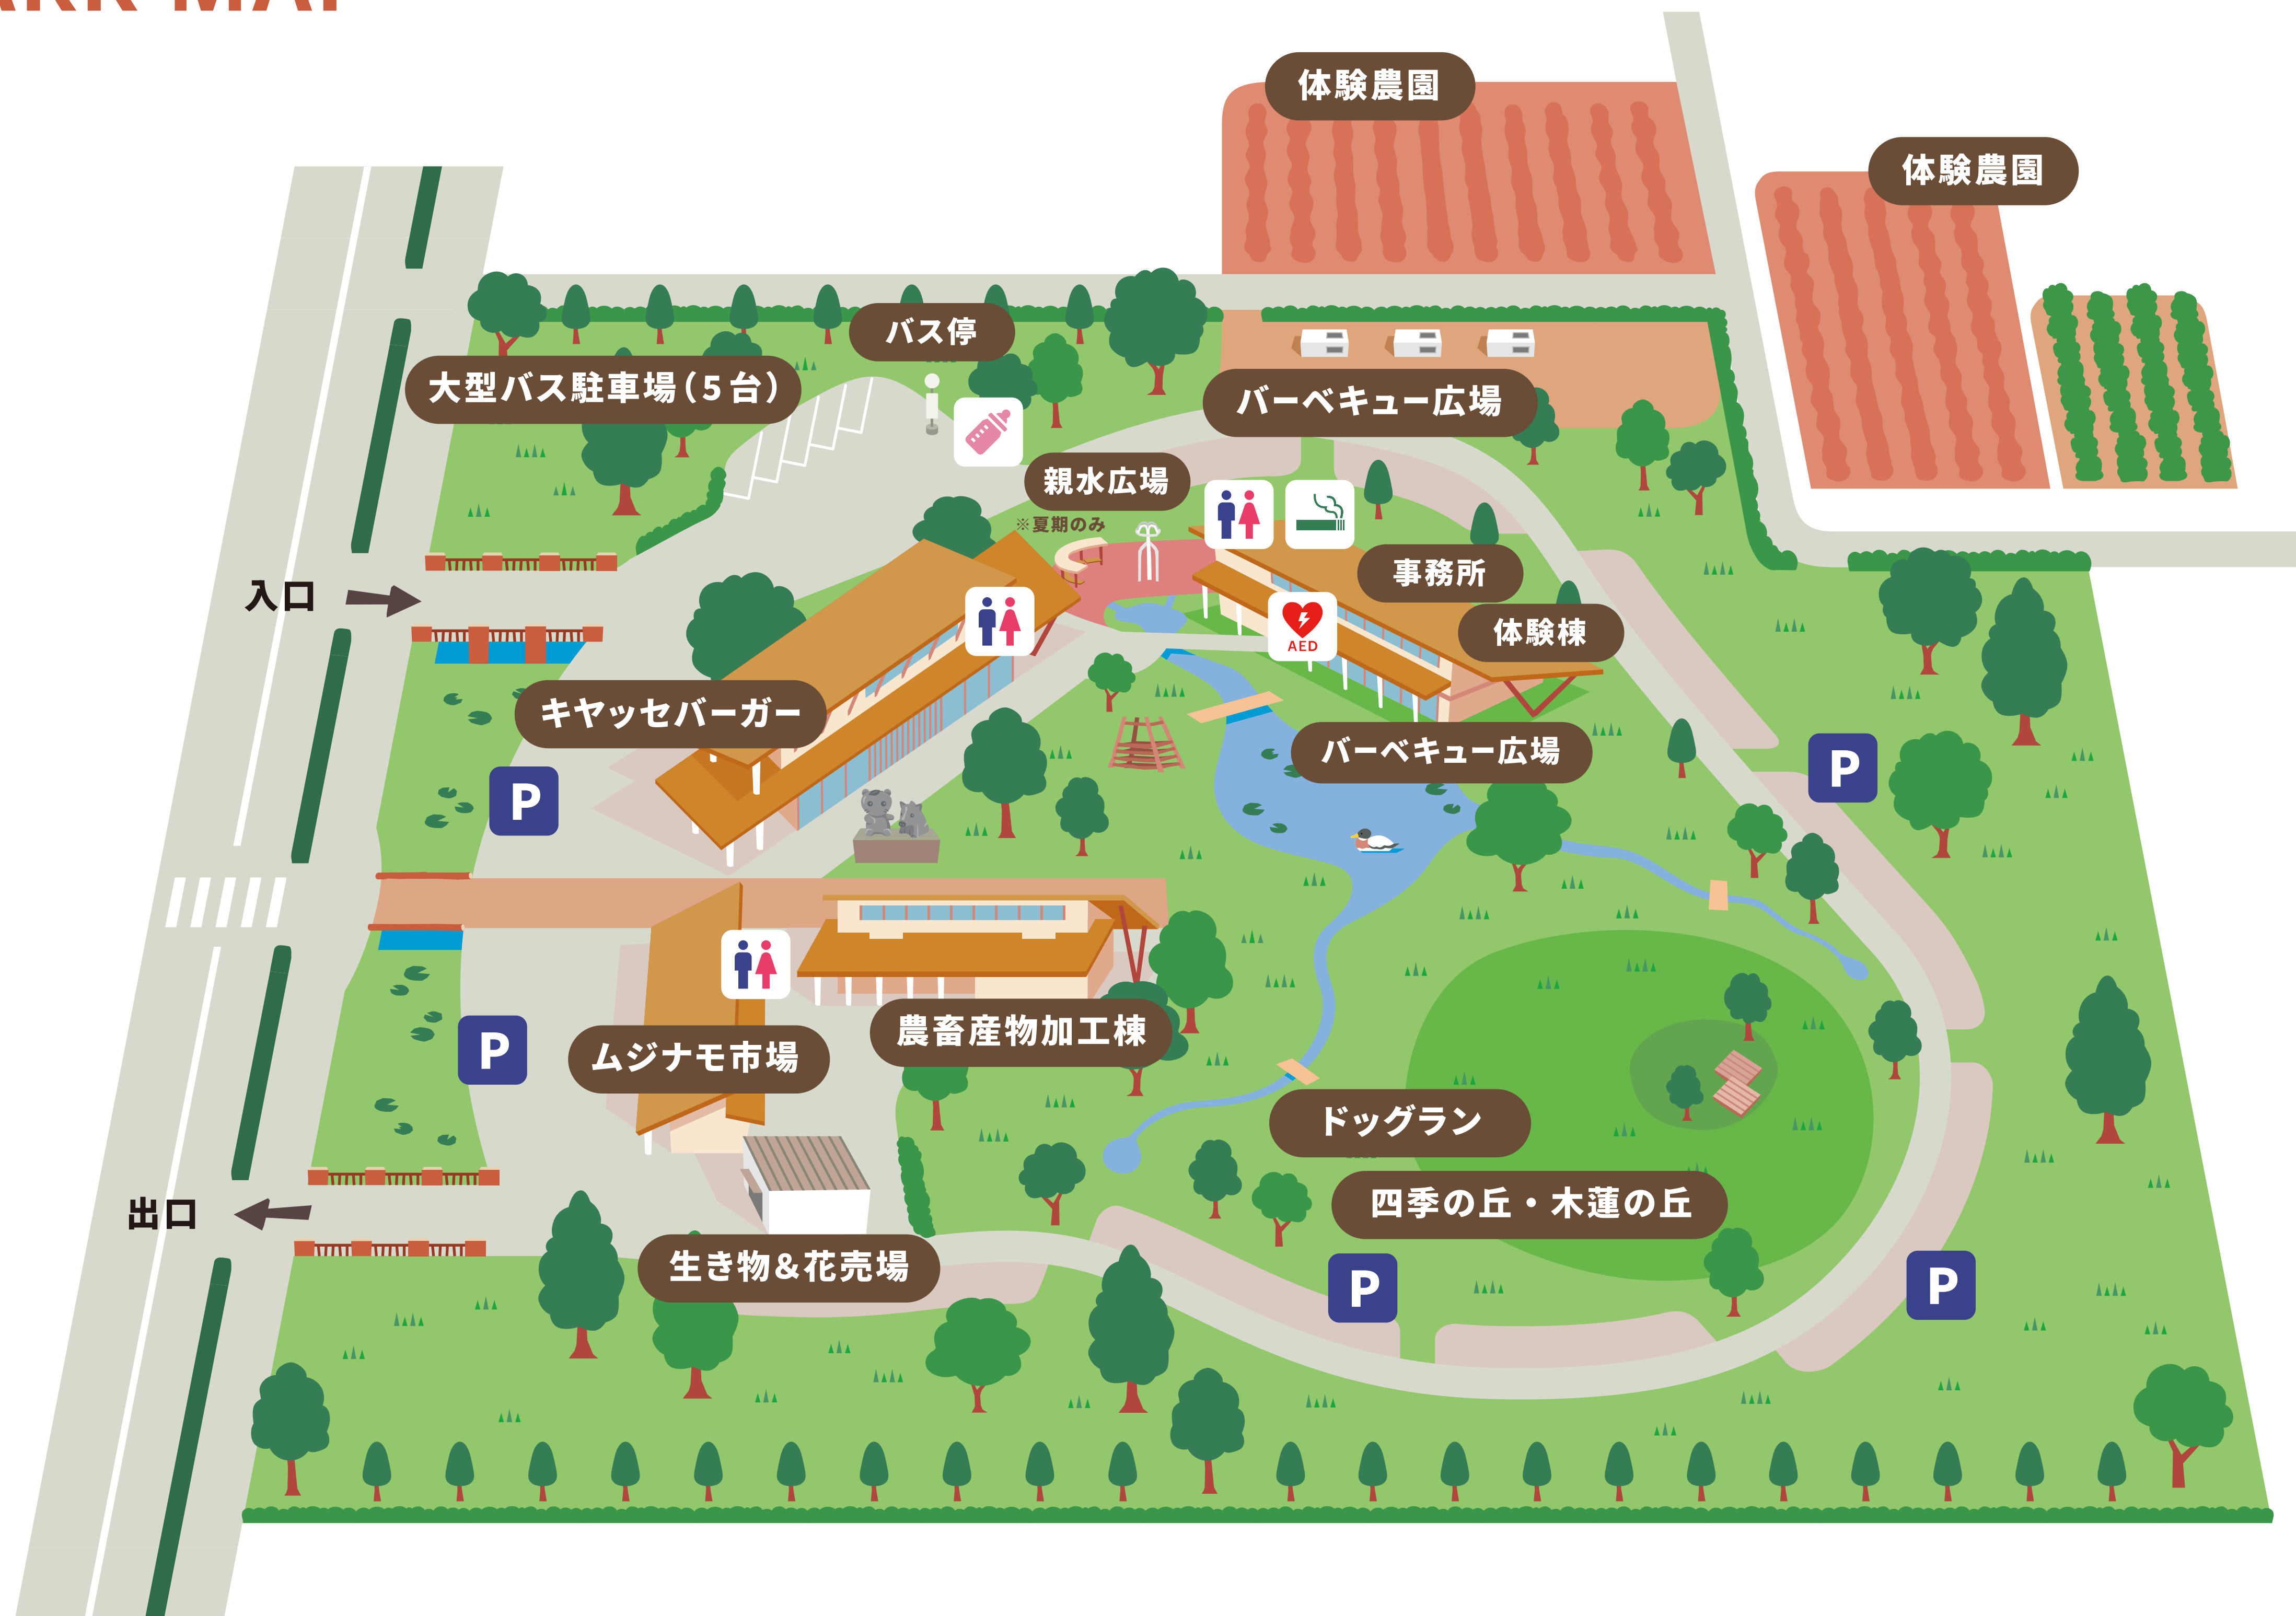 体験農園
体験農園
バス停
大型バス駐車場（5台）
バーベキュー広場
親水広場
※夏期のみ
事務所
入口
体験棟
AED
キヤッセバーガー
バーベキュー広場
P
P
ムジナモ市場
農畜産物加工棟
P
ドッグラン
四季の丘・木蓮の丘
出口
生き物&花売場
P
P